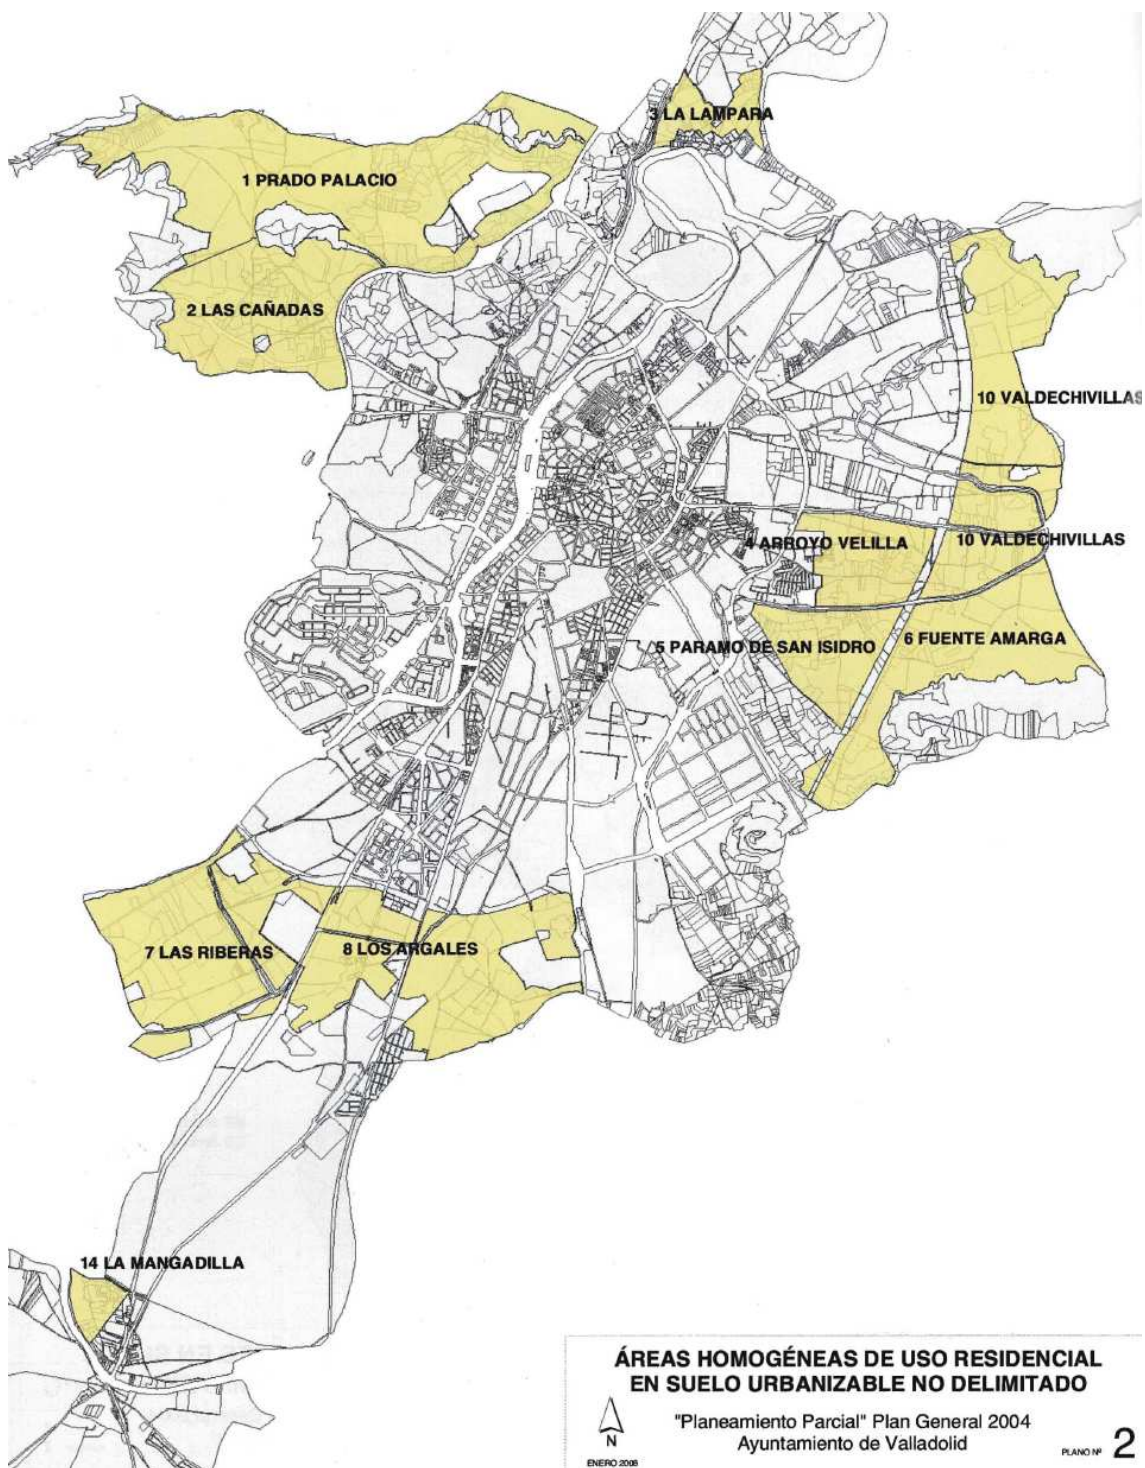 3 LA LAMPARA
1 PRADO PALACIO
2 LAS CAÑADAS
10 VALDECHIVILLAS
4 ARROYO VELILLA
10 VALDECHIVILLAS
5 PARAMO DE SAN ISIDRO
6 FUENTE AMARGA
7 LAS RIBERAS
8 LOS ARGALES
14 LA MANGADILLA
ÁREAS HOMOGÉNEAS DE USO RESIDENCIAL
EN SUELO URBANIZABLE NO DELIMITADO
"Planeamiento Parcial" Plan General 2004
Ayuntamiento de Valladolid
N
ENERO 2008
PLANO Nº 2